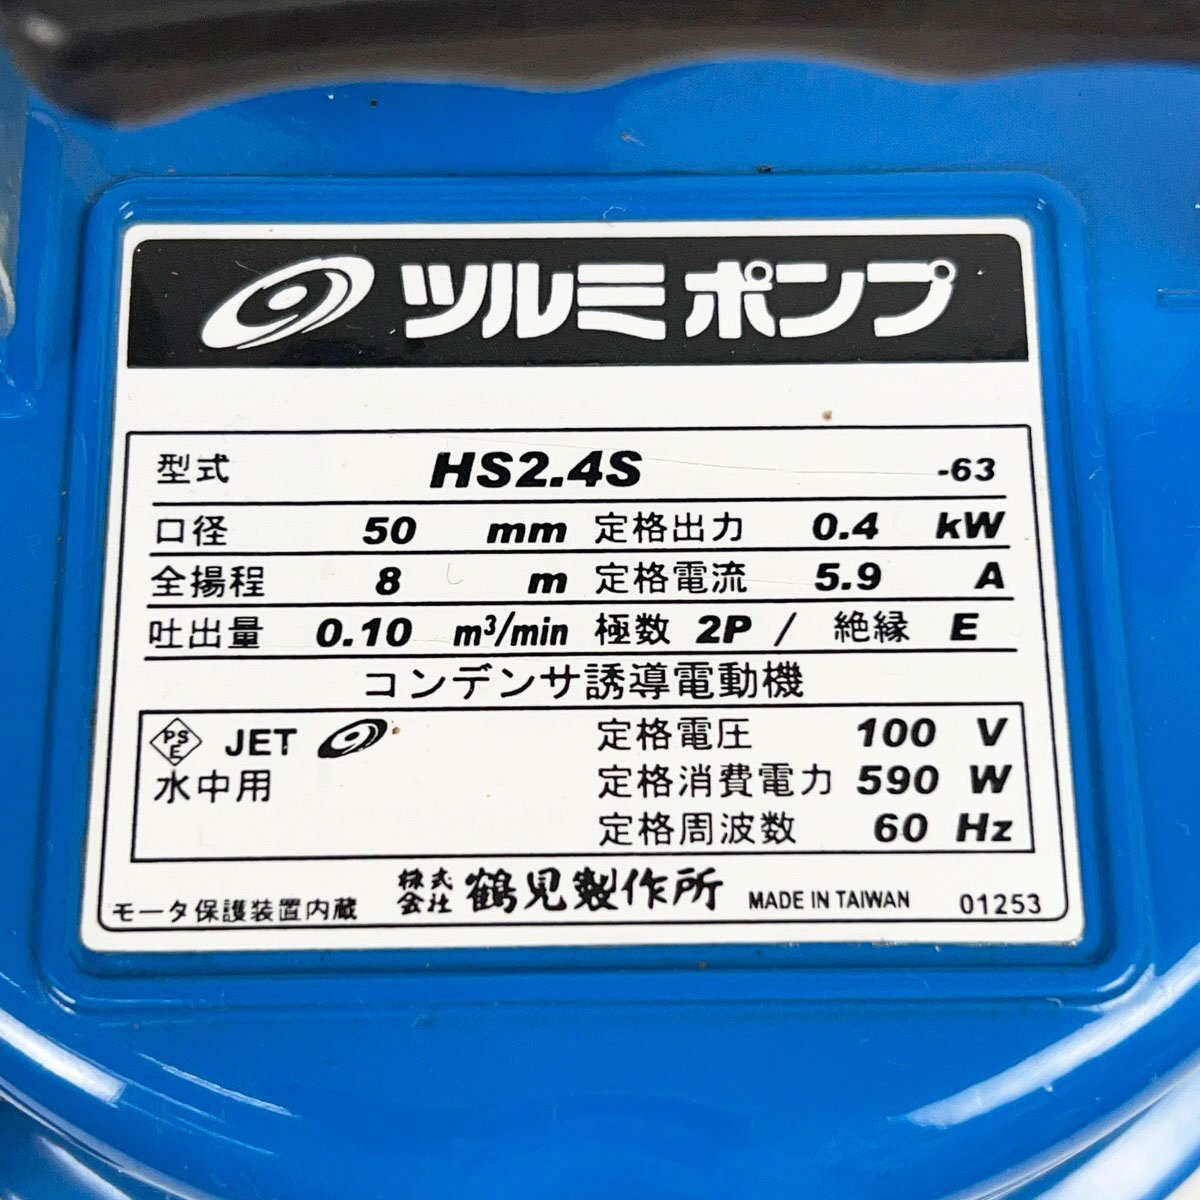 ツルミポンプ
型式 HS2.4S -63
口径 50 mm 定格出力 0.4 kW
全揚程 8 m 定格電流 5.9 A
吐出量 0.10 m³/min 極数 2P / 絶縁 E
コンデンサ誘導電動機
PSE JET 定格電圧 100 V
水中用 定格消費電力 590 W
定格周波数 60 Hz
モータ保護装置内蔵 株式会社 鶴見製作所 MADE IN TAIWAN 01253